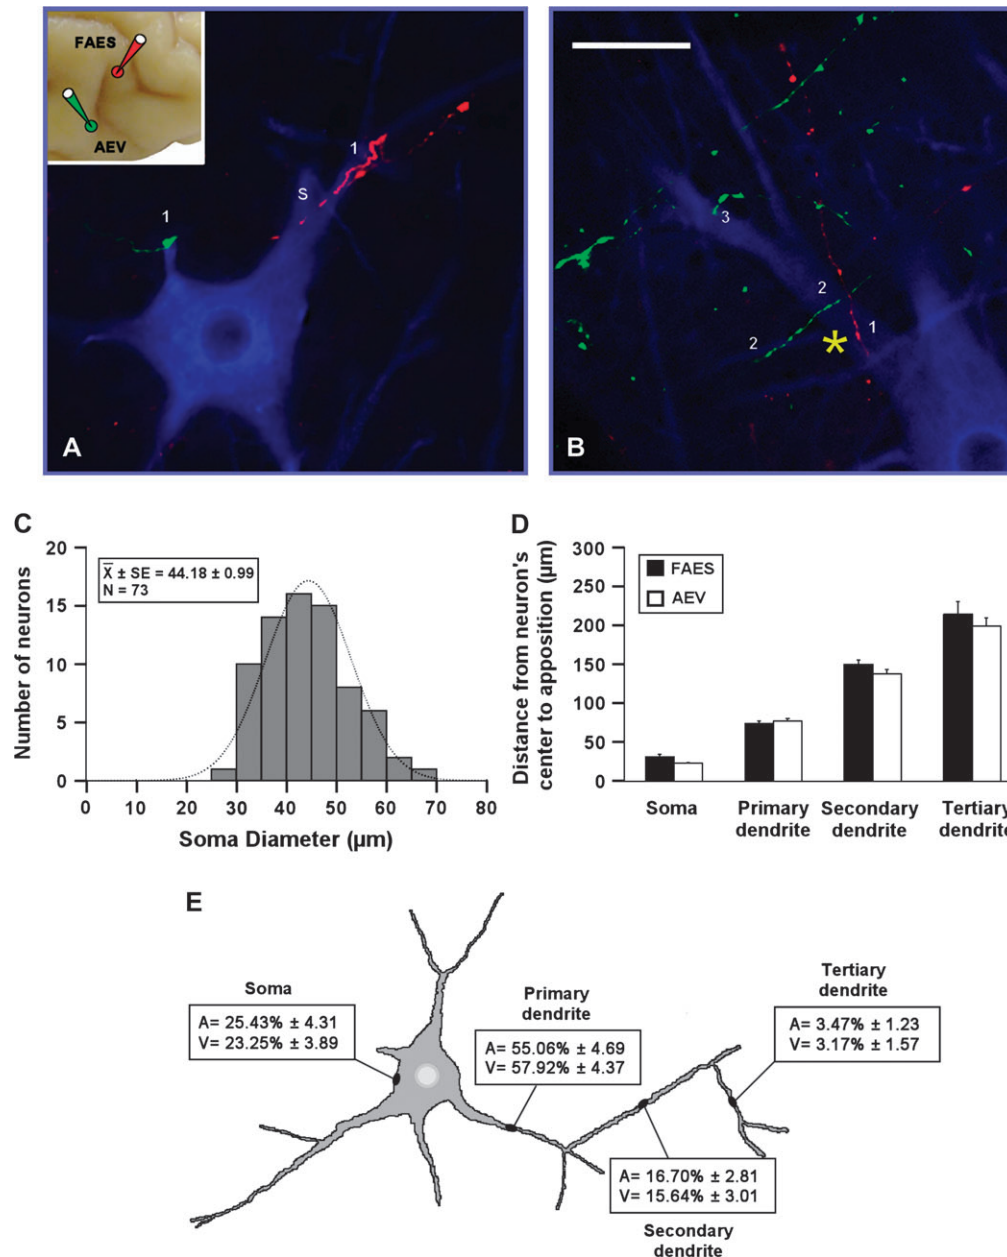 FAES
AEV
1
S
1
A
3
2
2
1
*
B
C
Number of neurons
20
15
10
5
0
X̄ ± SE = 44.18 ± 0.99
N = 73
0 10 20 30 40 50 60 70 80
Soma Diameter (µm)
D
Distance from neuron's
center to apposition (µm)
300
250
200
150
100
50
0
FAES
AEV
Soma
Primary
dendrite
Secondary
dendrite
Tertiary
dendrite
E
Soma
A= 25.43% ± 4.31
V= 23.25% ± 3.89
Primary
dendrite
A= 55.06% ± 4.69
V= 57.92% ± 4.37
Tertiary
dendrite
A= 3.47% ± 1.23
V= 3.17% ± 1.57
A= 16.70% ± 2.81
V= 15.64% ± 3.01
Secondary
dendrite